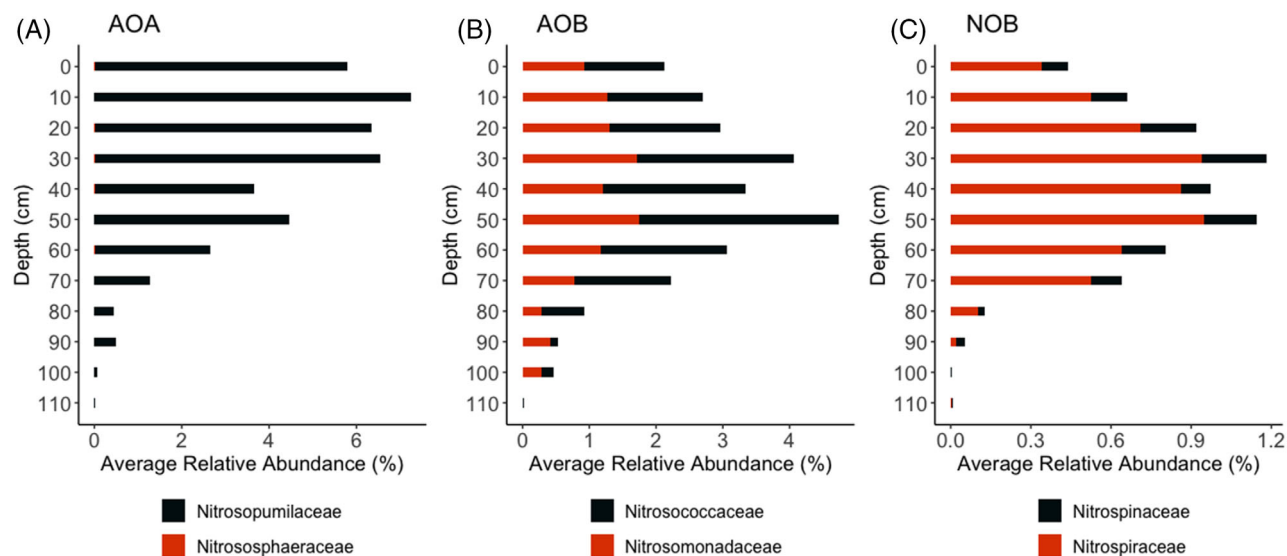 (A) AOA
0
10
20
30
40
50
60
70
80
90
100
110
Depth (cm)
0 2 4 6
Average Relative Abundance (%)
Nitrosopumilaceae
Nitrososphaeraceae
(B) AOB
0
10
20
30
40
50
60
70
80
90
100
110
Depth (cm)
0 1 2 3 4
Average Relative Abundance (%)
Nitrosococcaceae
Nitrosomonadaceae
(C) NOB
0
10
20
30
40
50
60
70
80
90
100
110
Depth (cm)
0.0 0.3 0.6 0.9 1.2
Average Relative Abundance (%)
Nitrospinaceae
Nitrospiraceae